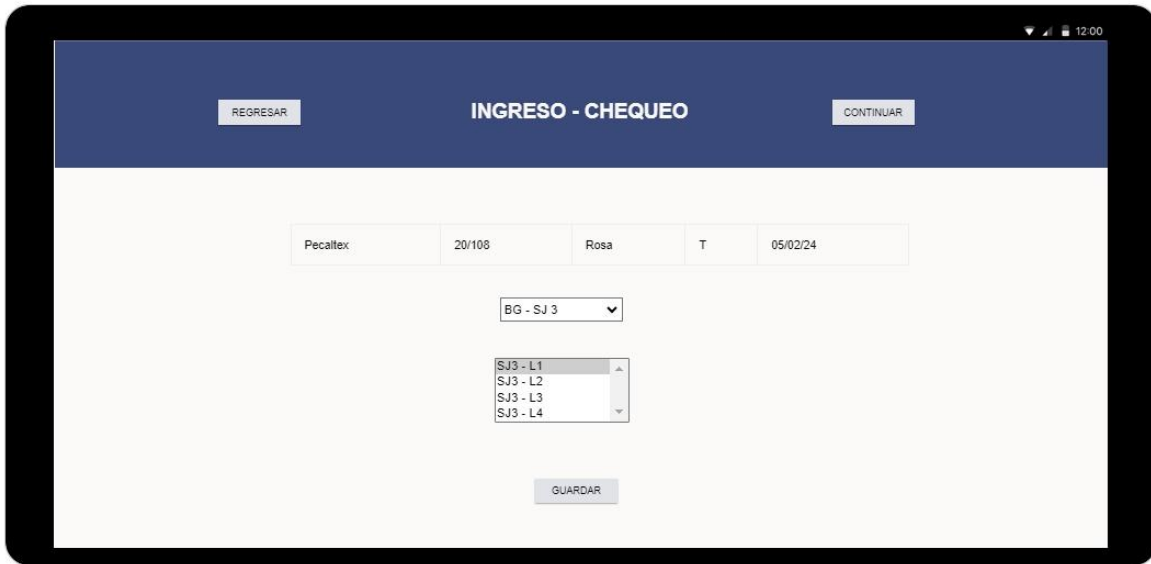 12:00
REGRESAR INGRESO - CHEQUEO CONTINUAR
Pecaltex 20/108 Rosa T 05/02/24
BG - SJ 3
SJ3 - L1
SJ3 - L2
SJ3 - L3
SJ3 - L4
GUARDAR